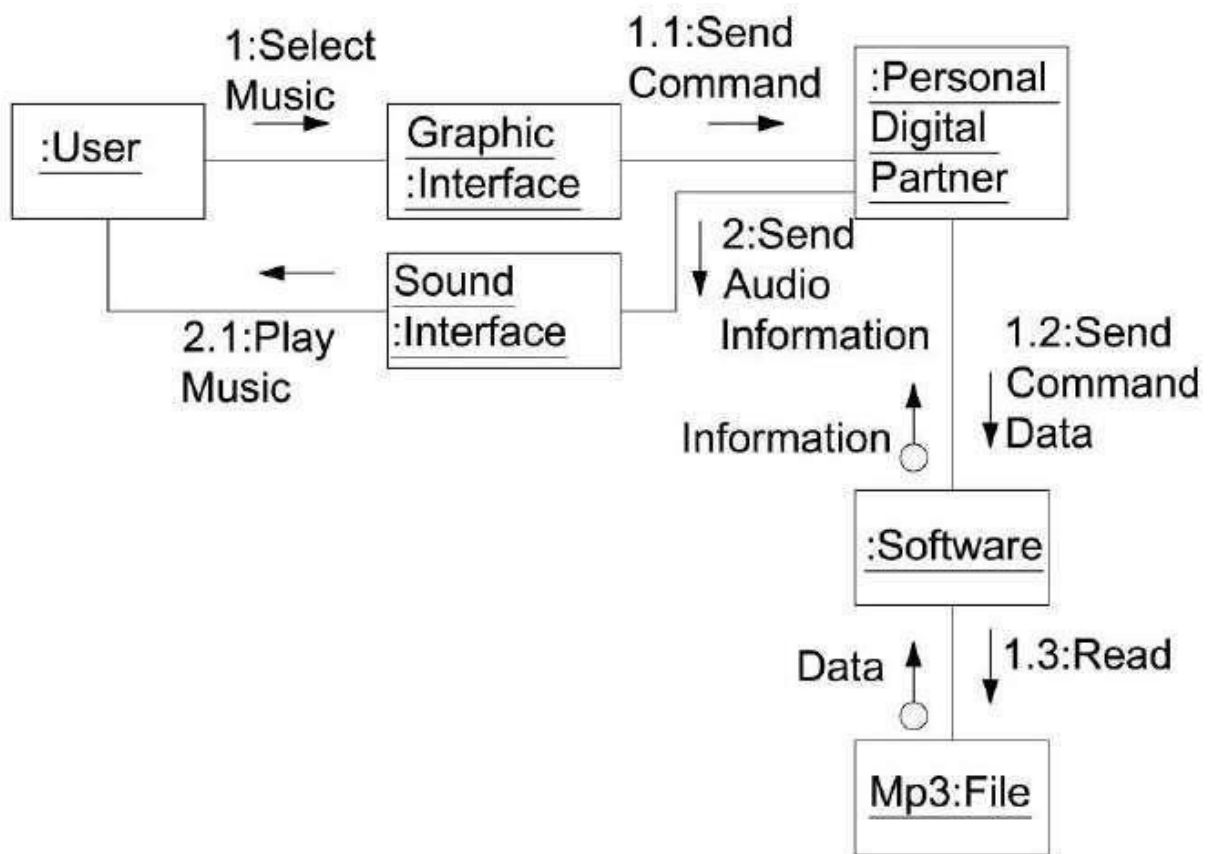 1:Select
Music
1.1:Send
Command
:User
Graphic
:Interface
:Personal
Digital
Partner
Sound
:Interface
2.1:Play
Music
2:Send
Audio
Information
1.2:Send
Command
Data
Information
:Software
Data
1.3:Read
Mp3:File